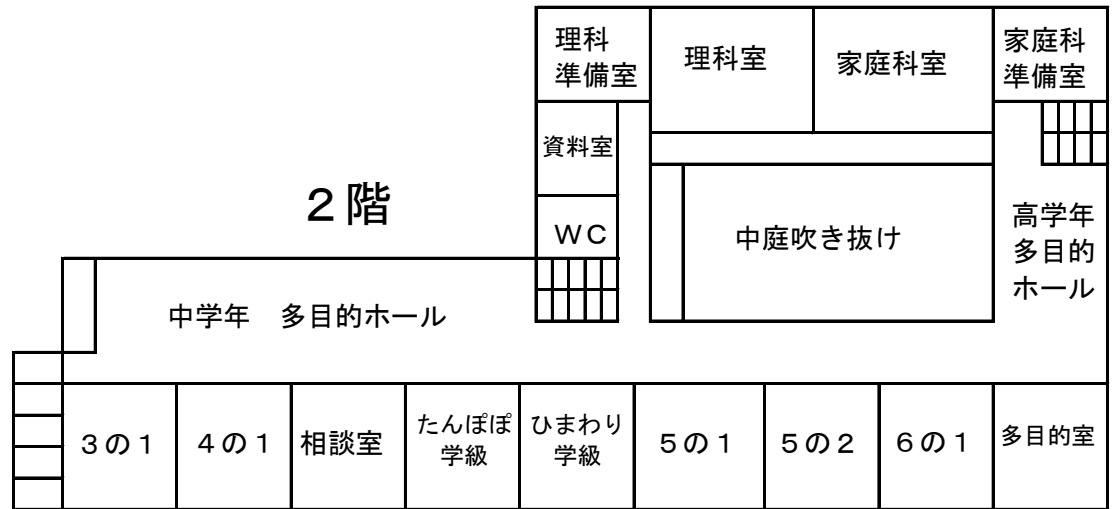 理科
準備室
理科室
家庭科室
家庭科
準備室
資料室
２階
ＷＣ
中庭吹き抜け
高学年
多目的
ホール
中学年　多目的ホール
３の１
４の１
相談室
たんぽぽ
学級
ひまわり
学級
５の１
５の２
６の１
多目的室